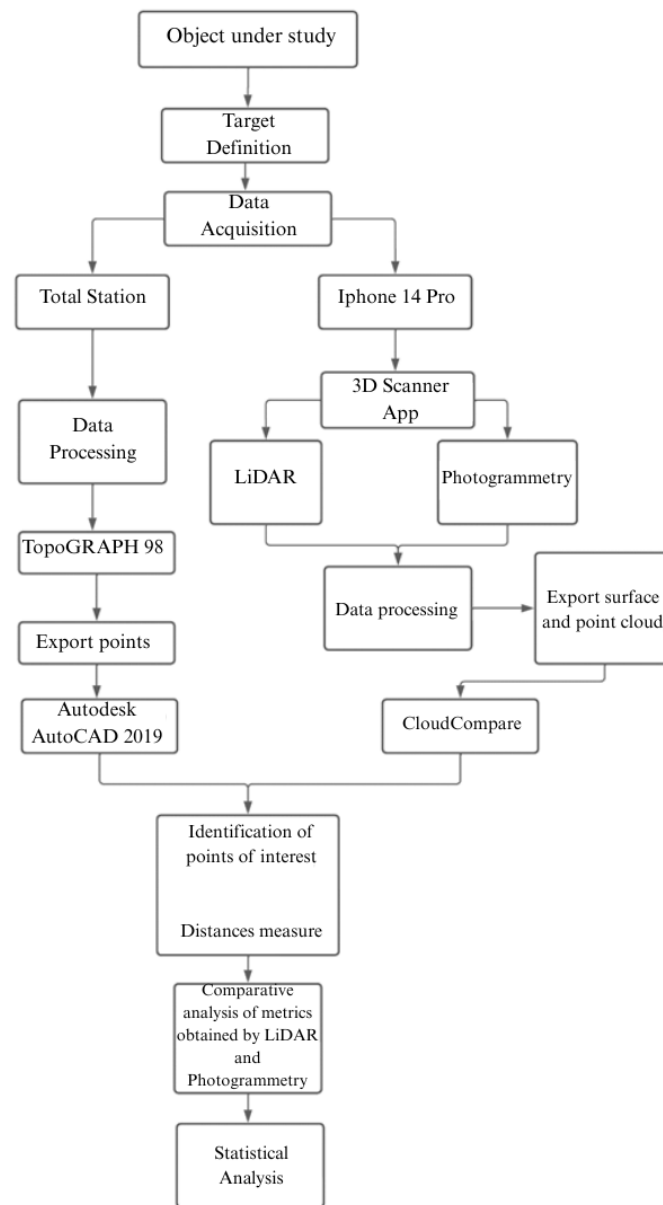 Object under study
Target
Definition
Data
Acquisition
Total Station
Iphone 14 Pro
3D Scanner
App
Data
Processing
LiDAR
Photogrammetry
TopoGRAPH 98
Data processing
Export surface
and point cloud
Export points
Autodesk
AutoCAD 2019
CloudCompare
Identification of
points of interest
Distances measure
Comparative
analysis of metrics
obtained by LiDAR
and
Photogrammetry
Statistical
Analysis